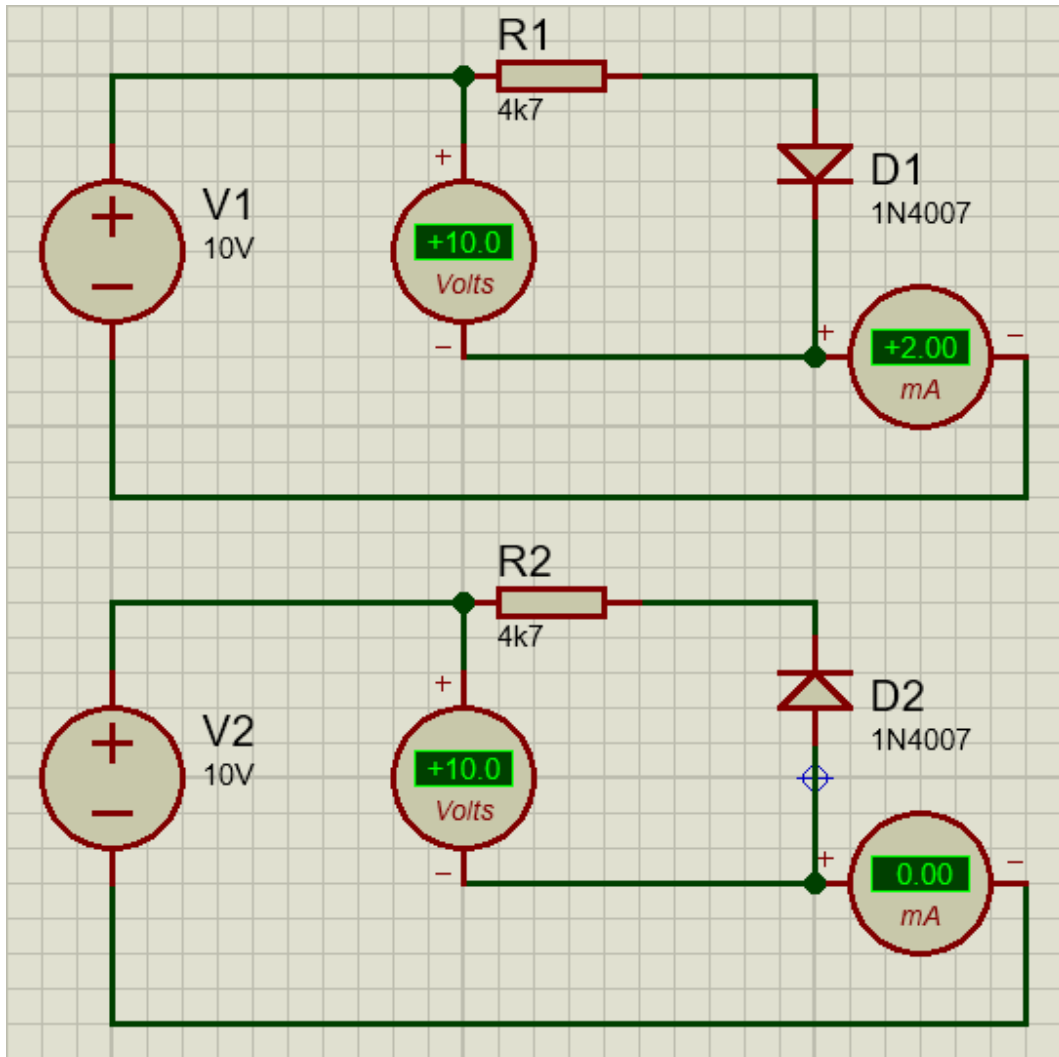 R1
4k7
+
D1
1N4007
V1
10V
+
+10.0
Volts
−
−
+
−
+2.00
mA
R2
4k7
+
D2
1N4007
V2
10V
+
+10.0
Volts
−
−
+
−
0.00
mA